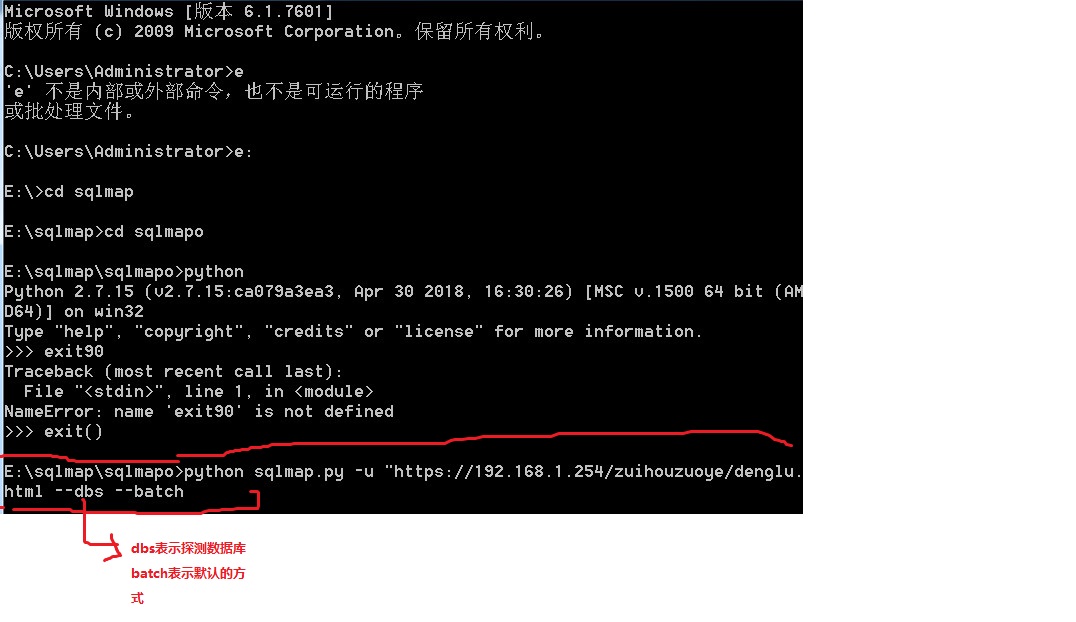 Microsoft Windows [版本 6.1.7601]
版权所有 (c) 2009 Microsoft Corporation。保留所有权利。
C:\Users\Administrator>e
'e' 不是内部或外部命令，也不是可运行的程序
或批处理文件。
C:\Users\Administrator>e:
E:\>cd sqlmap
E:\sqlmap>cd sqlmapo
E:\sqlmap\sqlmapo>python
Python 2.7.15 (v2.7.15:ca079a3ea3, Apr 30 2018, 16:30:26) [MSC v.1500 64 bit (AM
D64)] on win32
Type "help", "copyright", "credits" or "license" for more information.
>>> exit90
Traceback (most recent call last):
  File "<stdin>", line 1, in <module>
NameError: name 'exit90' is not defined
>>> exit()
E:\sqlmap\sqlmapo>python sqlmap.py -u "https://192.168.1.254/zuihouzuoye/denglu.
html --dbs --batch
dbs表示探测数据库
batch表示默认的方
式